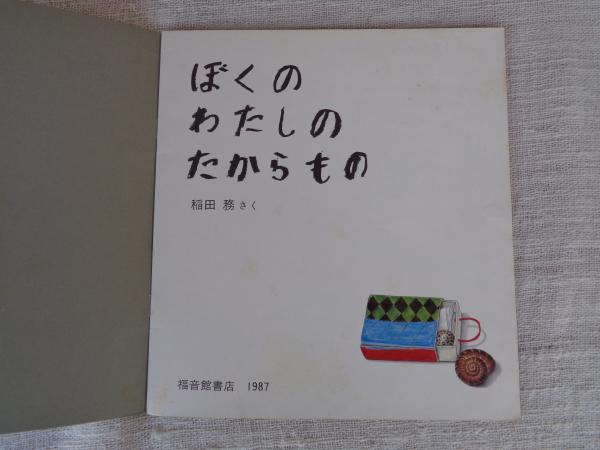 ぼくの
わたしの
たからもの
稲田 務 さく
福音館書店 1987